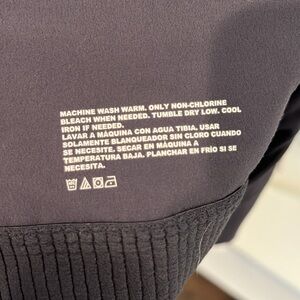 MACHINE WASH WARM. ONLY NON-CHLORINE
BLEACH WHEN NEEDED. TUMBLE DRY LOW. COOL
IRON IF NEEDED.
LAVAR A MÁQUINA CON AGUA TIBIA. USAR
SOLAMENTE BLANQUEADOR SIN CLORO CUANDO
SE NECESITE. SECAR EN MÁQUINA A
TEMPERATURA BAJA. PLANCHAR EN FRÍO SI SE
NECESITA.